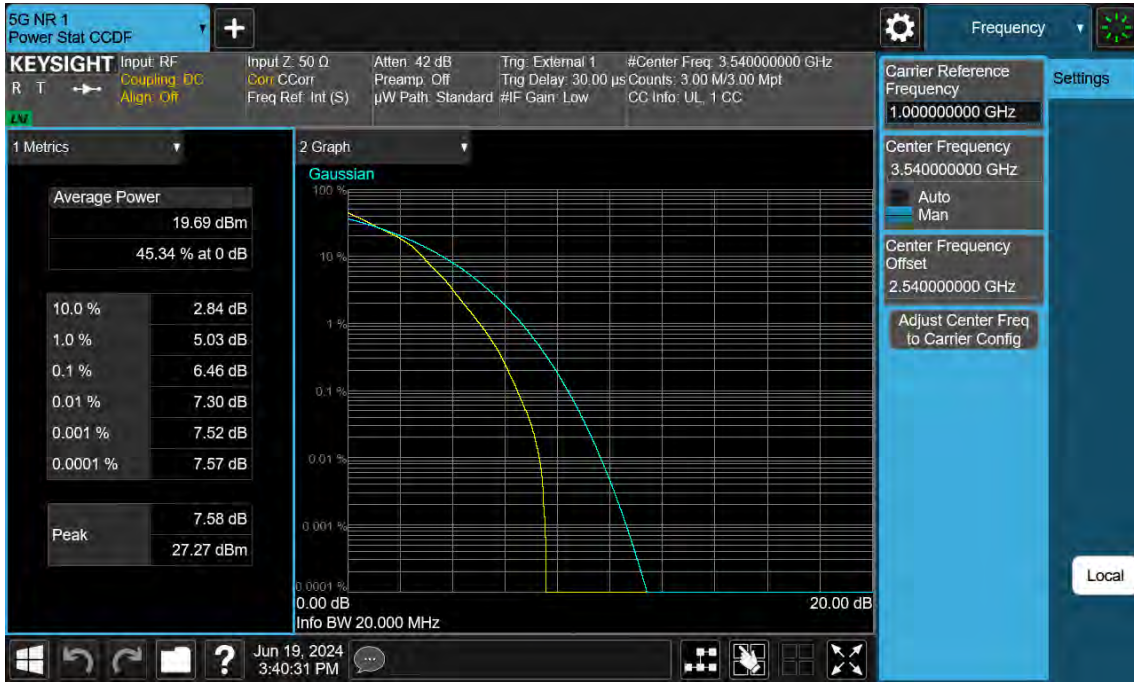 5G NR 1
Power Stat CCDF
+
Frequency
KEYSIGHT
R T
LNI
Input: RF
Coupling: DC
Align: Off
Input Z: 50 Ω
Corr CCorr
Freq Ref: Int (S)
Atten: 42 dB
Preamp: Off
µW Path: Standard
Trig: External 1
Trig Delay: 30.00 µs
#IF Gain: Low
#Center Freq: 3.540000000 GHz
Counts: 3.00 M/3.00 Mpt
CC Info: UL, 1 CC
1 Metrics
Average Power
19.69 dBm
45.34 % at 0 dB
10.0 % 2.84 dB
1.0 % 5.03 dB
0.1 % 6.46 dB
0.01 % 7.30 dB
0.001 % 7.52 dB
0.0001 % 7.57 dB
Peak
7.58 dB
27.27 dBm
2 Graph
Gaussian
100 %
10 %
1 %
0.1 %
0.01 %
0.001 %
0.0001 %
0.00 dB 20.00 dB
Info BW 20.000 MHz
Carrier Reference
Frequency
1.000000000 GHz
Center Frequency
3.540000000 GHz
Auto
Man
Center Frequency
Offset
2.540000000 GHz
Adjust Center Freq
to Carrier Config
Settings
Local
?
Jun 19, 2024
3:40:31 PM